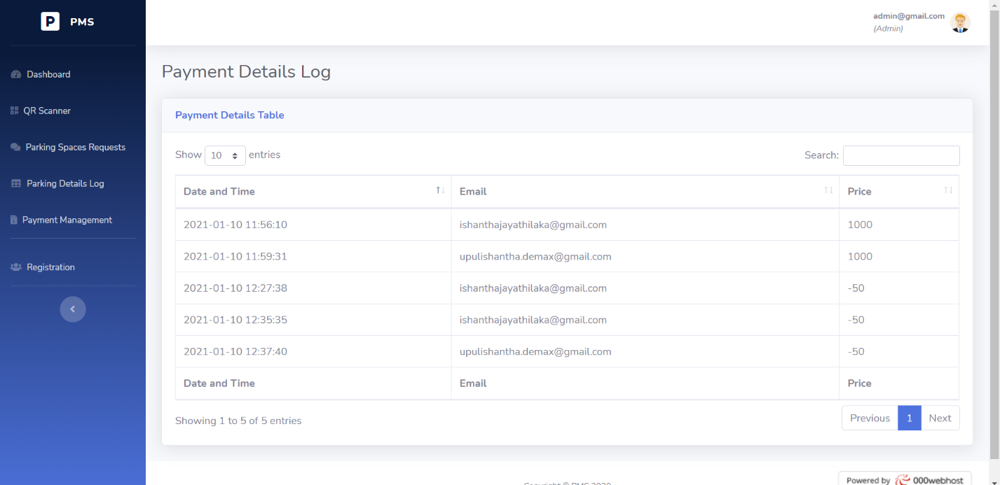 P PMS
admin@gmail.com
(Admin)
Dashboard
QR Scanner
Parking Spaces Requests
Parking Details Log
Payment Management
Registration
Payment Details Log
Payment Details Table
Show 10 entries
Search:
Date and Time Email Price
2021-01-10 11:56:10 ishanthajayathilaka@gmail.com 1000
2021-01-10 11:59:31 upulishantha.demax@gmail.com 1000
2021-01-10 12:27:38 ishanthajayathilaka@gmail.com -50
2021-01-10 12:35:35 ishanthajayathilaka@gmail.com -50
2021-01-10 12:37:40 upulishantha.demax@gmail.com -50
Date and Time Email Price
Showing 1 to 5 of 5 entries
Previous 1 Next
Copyright © PMS 2020
Powered by 000webhost